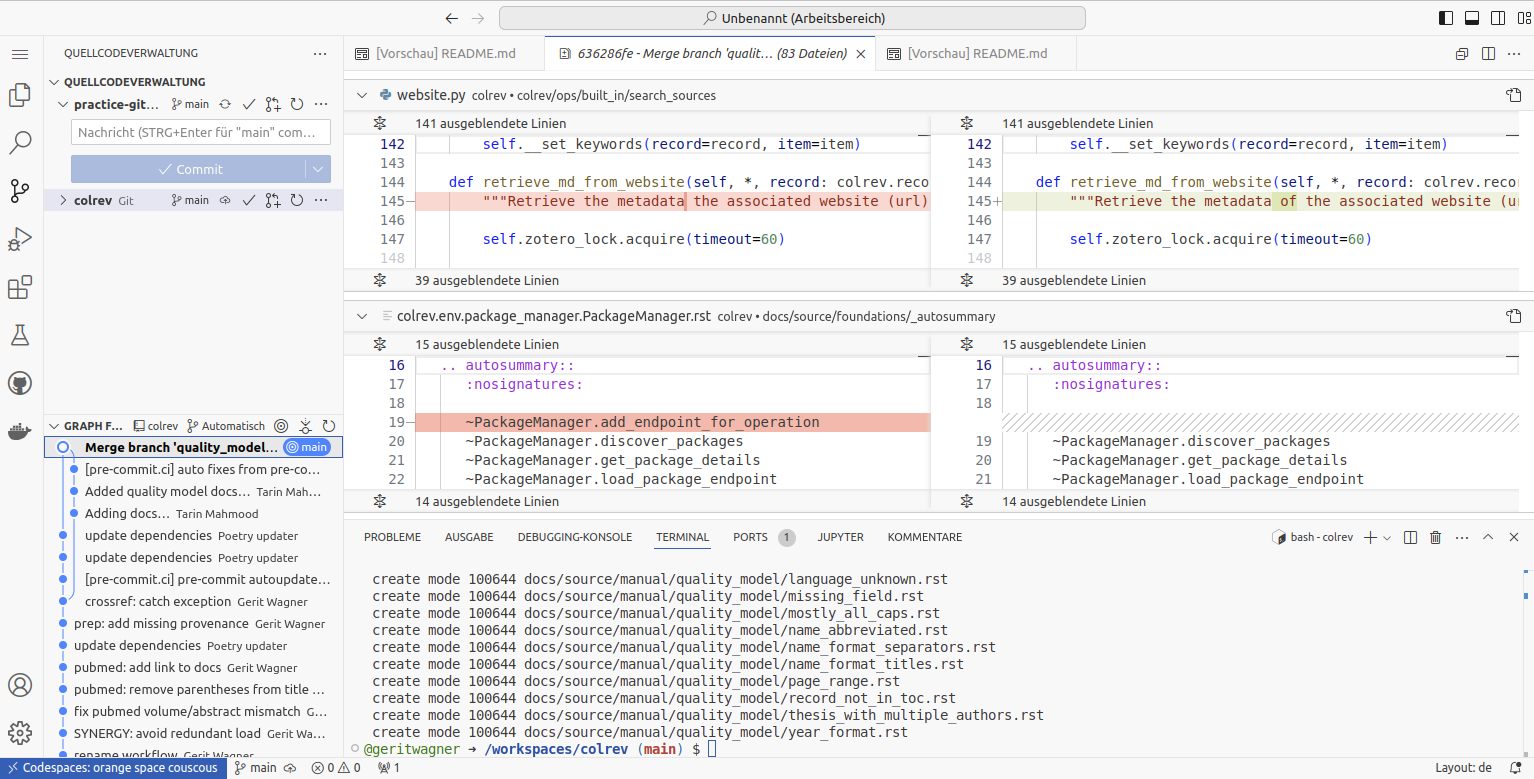 Unbenannt (Arbeitsbereich)
QUELLCODEVERWALTUNG
QUELLCODEVERWALTUNG
practice-git... main
Nachricht (STRG+Enter für "main" com...
Commit
colrev Git main
GRAPH F... colrev Automatisch
Merge branch 'quality_model... main
[pre-commit.ci] auto fixes from pre-co...
Added quality model docs... Tarin Mah...
Adding docs... Tarin Mahmood
update dependencies Poetry updater
update dependencies Poetry updater
[pre-commit.ci] pre-commit autoupdate...
crossref: catch exception Gerit Wagner
prep: add missing provenance Gerit Wagner
update dependencies Poetry updater
pubmed: add link to docs Gerit Wagner
pubmed: remove parentheses from title ...
fix pubmed volume/abstract mismatch G...
SYNERGY: avoid redundant load Gerit Wa...
rename workflow Gerit Wagner
[Vorschau] README.md
636286fe - Merge branch 'qualit... (83 Dateien)
[Vorschau] README.md
website.py colrev • colrev/ops/built_in/search_sources
141 ausgeblendete Linien
142 self.__set_keywords(record=record, item=item)
143
144 def retrieve_md_from_website(self, *, record: colrev.reco
145 """Retrieve the metadata the associated website (url)
146
147 self.zotero_lock.acquire(timeout=60)
148
39 ausgeblendete Linien
141 ausgeblendete Linien
142 self.__set_keywords(record=record, item=item)
143
144 def retrieve_md_from_website(self, *, record: colrev.recor
145+ """Retrieve the metadata of the associated website (ur
146
147 self.zotero_lock.acquire(timeout=60)
148
39 ausgeblendete Linien
colrev.env.package_manager.PackageManager.rst colrev • docs/source/foundations/_autosummary
15 ausgeblendete Linien
16 .. autosummary::
17 :nosignatures:
18
19− ~PackageManager.add_endpoint_for_operation
20 ~PackageManager.discover_packages
21 ~PackageManager.get_package_details
22 ~PackageManager.load_package_endpoint
14 ausgeblendete Linien
15 ausgeblendete Linien
16 .. autosummary::
17 :nosignatures:
18
19 ~PackageManager.discover_packages
20 ~PackageManager.get_package_details
21 ~PackageManager.load_package_endpoint
14 ausgeblendete Linien
PROBLEME AUSGABE DEBUGGING-KONSOLE TERMINAL PORTS 1 JUPYTER KOMMENTARE
bash - colrev
create mode 100644 docs/source/manual/quality_model/language_unknown.rst
create mode 100644 docs/source/manual/quality_model/missing_field.rst
create mode 100644 docs/source/manual/quality_model/mostly_all_caps.rst
create mode 100644 docs/source/manual/quality_model/name_abbreviated.rst
create mode 100644 docs/source/manual/quality_model/name_format_separators.rst
create mode 100644 docs/source/manual/quality_model/name_format_titles.rst
create mode 100644 docs/source/manual/quality_model/page_range.rst
create mode 100644 docs/source/manual/quality_model/record_not_in_toc.rst
create mode 100644 docs/source/manual/quality_model/thesis_with_multiple_authors.rst
create mode 100644 docs/source/manual/quality_model/year_format.rst
@geritwagner ➜ /workspaces/colrev (main) $
Codespaces: orange space couscous main 0 0 1
Layout: de